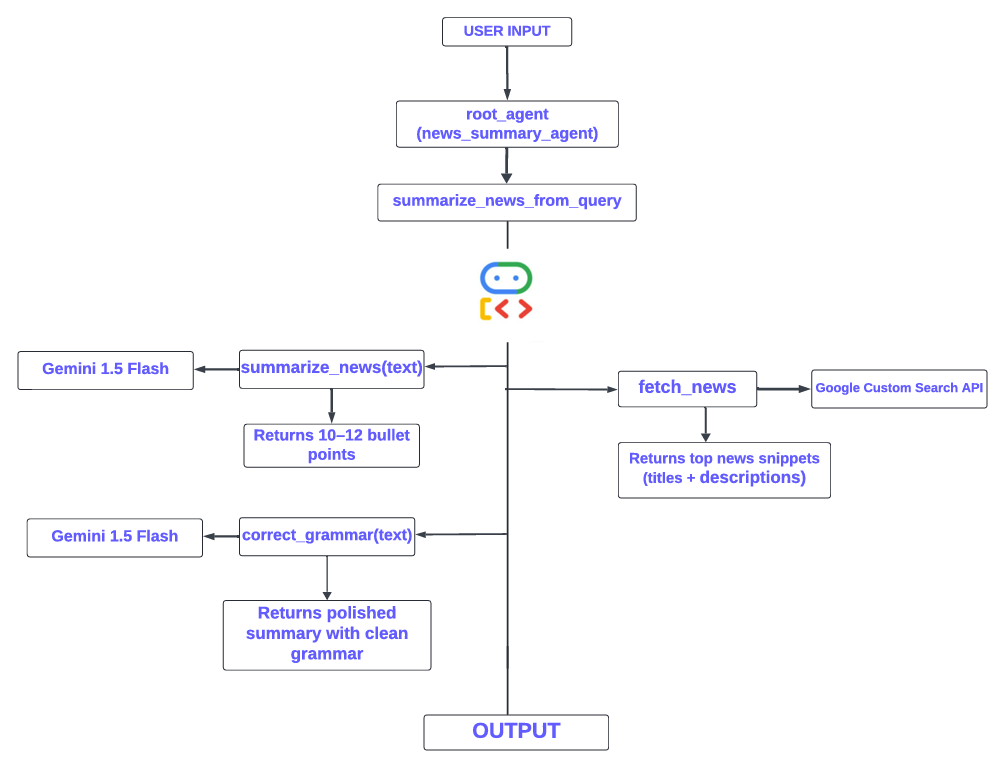 USER INPUT
root_agent
(news_summary_agent)
summarize_news_from_query
Gemini 1.5 Flash
summarize_news(text)
Returns 10–12 bullet
points
fetch_news
Google Custom Search API
Returns top news snippets
(titles + descriptions)
Gemini 1.5 Flash
correct_grammar(text)
Returns polished
summary with clean
grammar
OUTPUT